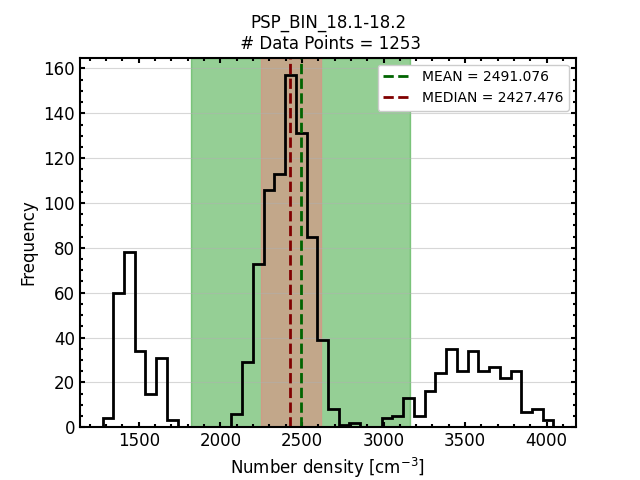 PSP_BIN_18.1-18.2
# Data Points = 1253
MEAN = 2491.076
MEDIAN = 2427.476
160
140
120
100
80
60
40
20
0
Frequency
1500 2000 2500 3000 3500 4000
Number density [cm⁻³]